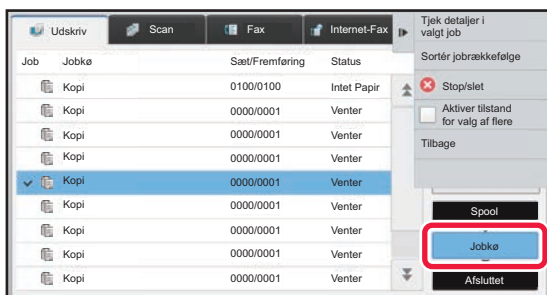 Udskriv
Scan
Fax
Internet-Fax
Tjek detaljer i
valgt job
Sortér jobrækkefølge
Stop/slet
Aktiver tilstand
for valg af flere
Tilbage
Job Jobkø Sæt/Fremføring Status
Kopi 0100/0100 Intet Papir
Kopi 0000/0001 Venter
Kopi 0000/0001 Venter
Kopi 0000/0001 Venter
Kopi 0000/0001 Venter
Kopi 0000/0001 Venter
Kopi 0000/0001 Venter
Kopi 0000/0001 Venter
Kopi 0000/0001 Venter
Spool
Jobkø
Afsluttet